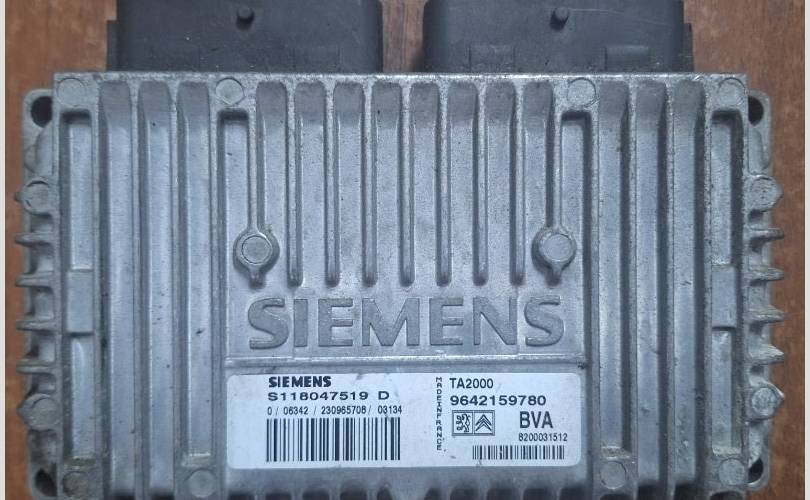 SIEMENS
SIEMENS
S118047519 D
0 / 06342 / 230965708 / 03134
MADE IN FRANCE
TA2000
9642159780
BVA
8200031512